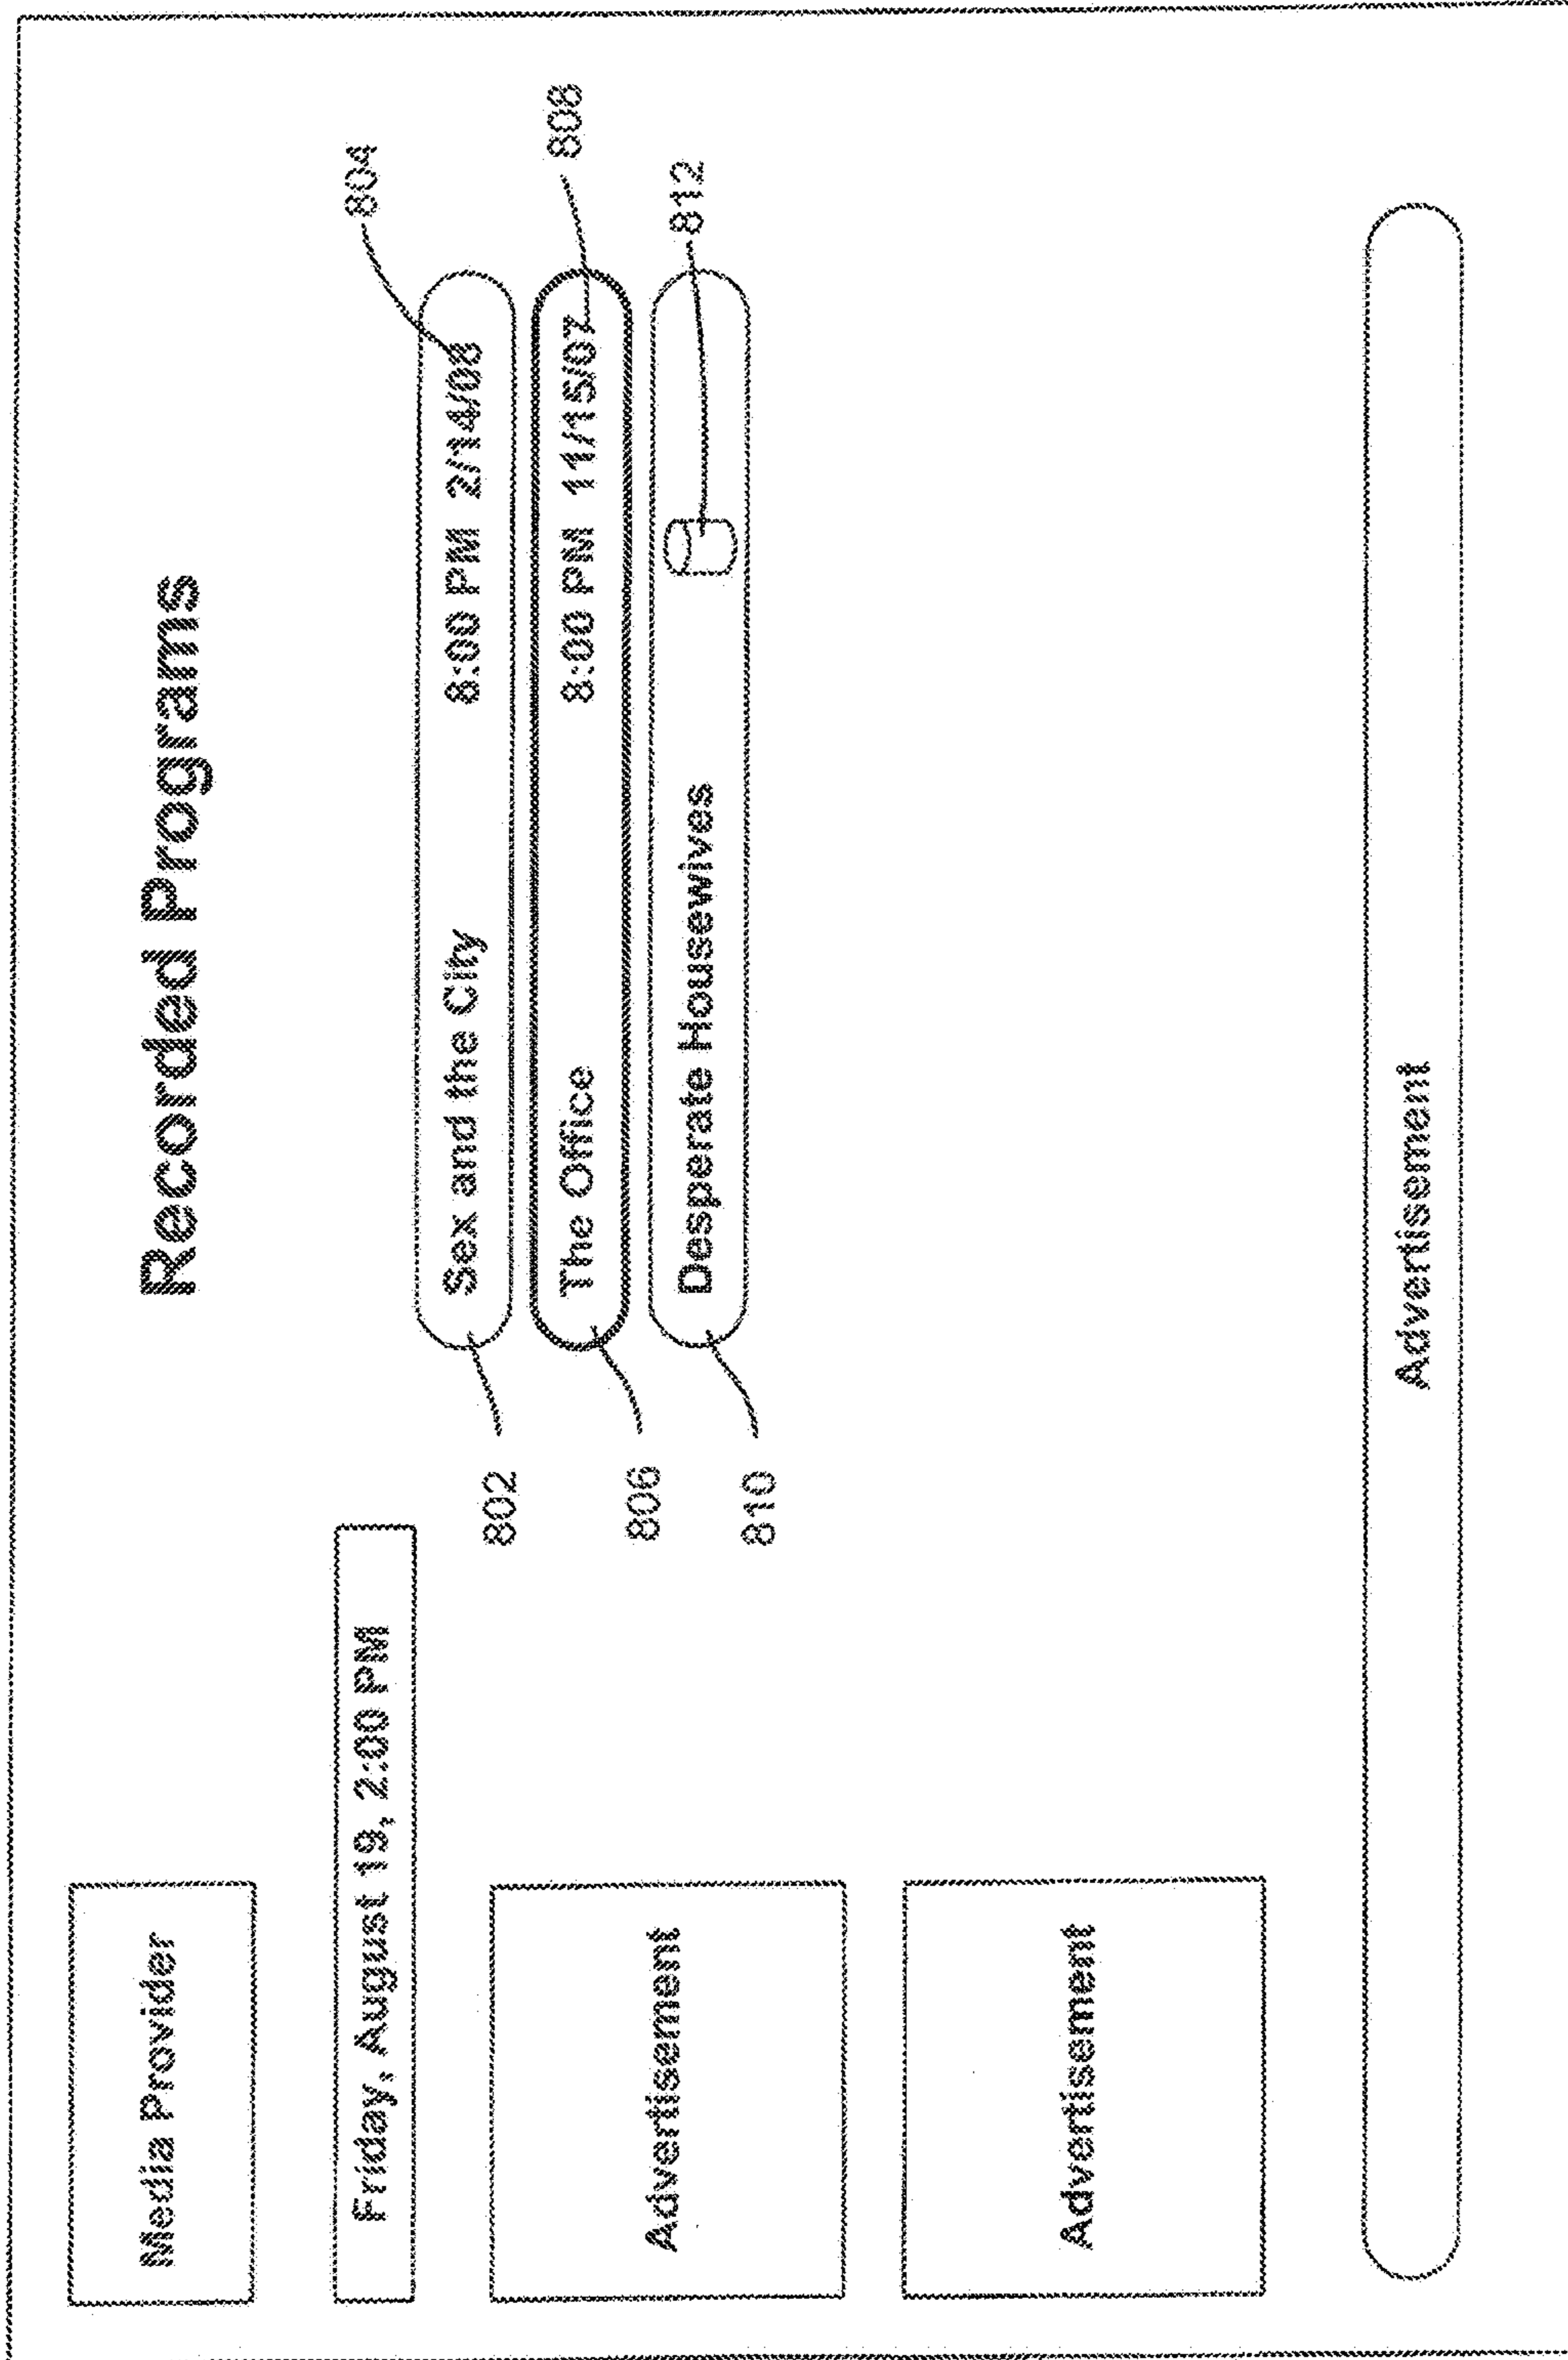 Media Provider
Recorded Programs
Friday, August 19, 2:00 PM
804
802
Sex and the City 8:00 PM 2/14/08
808
806
The Office 8:00 PM 11/15/07
812
810
Desperate Housewives
Advertisement
Advertisement
Advertisement